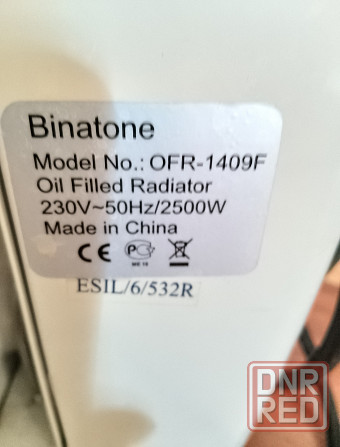 Binatone
Model No.: OFR-1409F
Oil Filled Radiator
230V~50Hz/2500W
Made in China
CE
ESIL/6/532R
DNR
RED